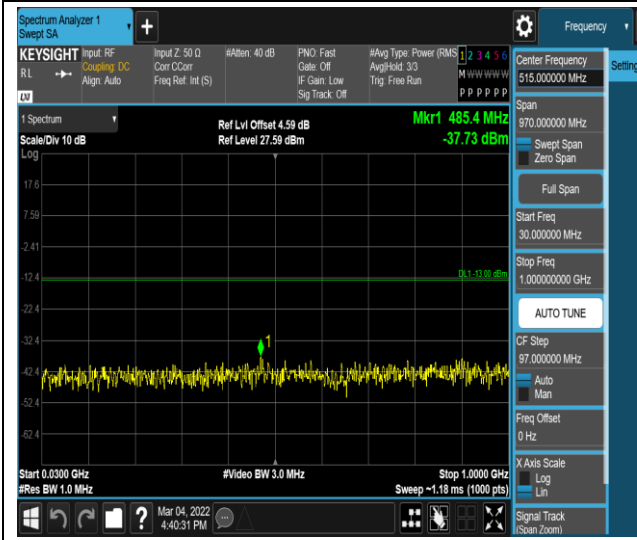 Spectrum Analyzer 1
Swept SA
Frequency
KEYSIGHT
RL
LXI
Input: RF
Coupling: DC
Align: Auto
Input Z: 50 Ω
Corr CCorr
Freq Ref: Int (S)
#Atten: 40 dB
PNO: Fast
Gate: Off
IF Gain: Low
Sig Track: Off
#Avg Type: Power (RMS
Avg|Hold: 3/3
Trig: Free Run
1 2 3 4 5 6
M W W W W W
P P P P P P
1 Spectrum
Scale/Div 10 dB
Ref Lvl Offset 4.59 dB
Ref Level 27.59 dBm
Mkr1 485.4 MHz
-37.73 dBm
Log
17.6
7.59
-2.41
-12.4
DL1 -13.00 dBm
-22.4
-32.4
1
-42.4
-52.4
-62.4
Start 0.0300 GHz
#Res BW 1.0 MHz
#Video BW 3.0 MHz
Stop 1.0000 GHz
Sweep ~1.18 ms (1000 pts)
Mar 04, 2022
4:40:31 PM
Center Frequency
515.000000 MHz
Settin
Span
970.000000 MHz
Swept Span
Zero Span
Full Span
Start Freq
30.000000 MHz
Stop Freq
1.000000000 GHz
AUTO TUNE
CF Step
97.000000 MHz
Auto
Man
Freq Offset
0 Hz
X Axis Scale
Log
Lin
Signal Track
(Span Zoom)